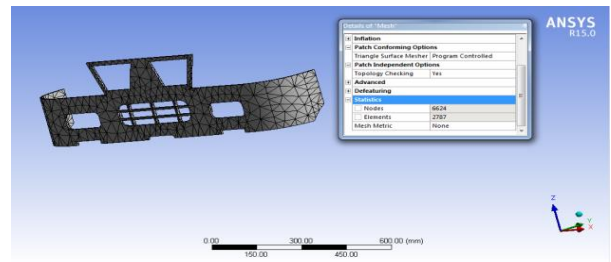 Details of "Mesh"
Inflation
Patch Conforming Options
Triangle Surface Mesher Program Controlled
Patch Independent Options
Topology Checking Yes
Advanced
Defeaturing
Statistics
Nodes 6624
Elements 2787
Mesh Metric None
ANSYS
R15.0
Z
Y
X
0.00 300.00 600.00 (mm)
150.00 450.00